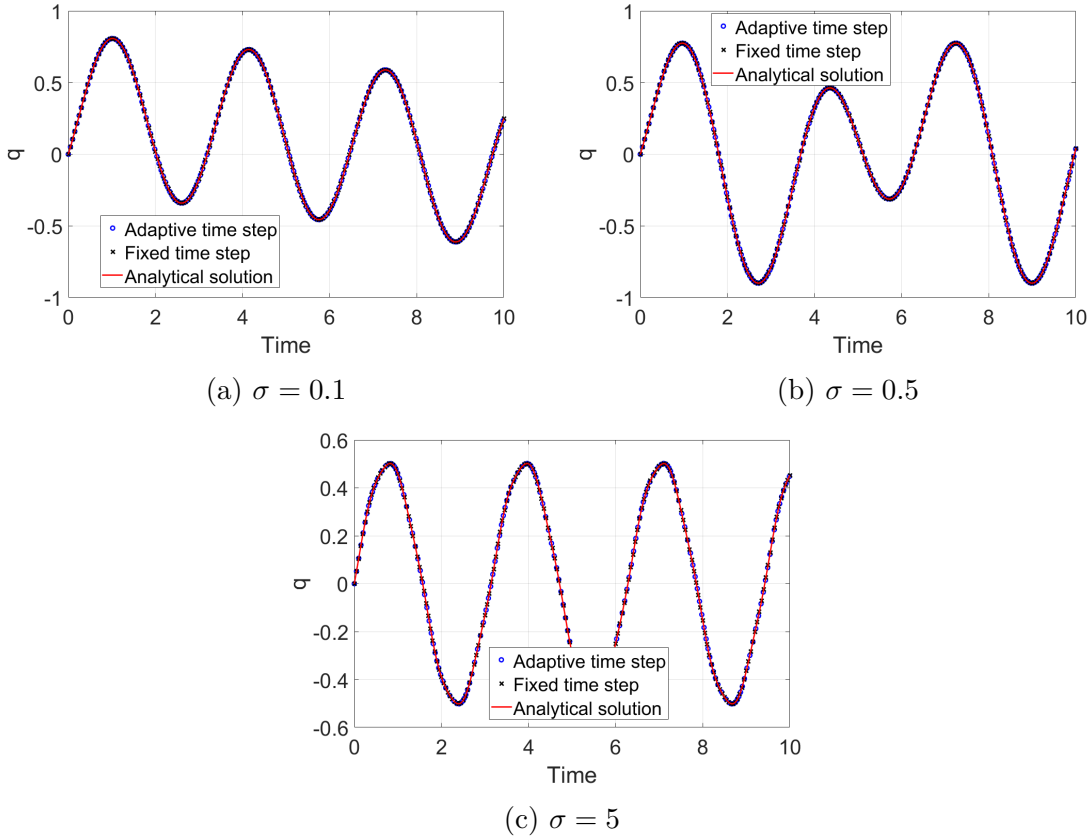 1
0.5
0
-0.5
-1
q
Adaptive time step
Fixed time step
Analytical solution
0 2 4 6 8 10
Time
(a) σ = 0.1
1
0.5
0
-0.5
-1
q
Adaptive time step
Fixed time step
Analytical solution
0 2 4 6 8 10
Time
(b) σ = 0.5
0.6
0.4
0.2
0
-0.2
-0.4
-0.6
q
Adaptive time step
Fixed time step
Analytical solution
0 2 4 6 8 10
Time
(c) σ = 5